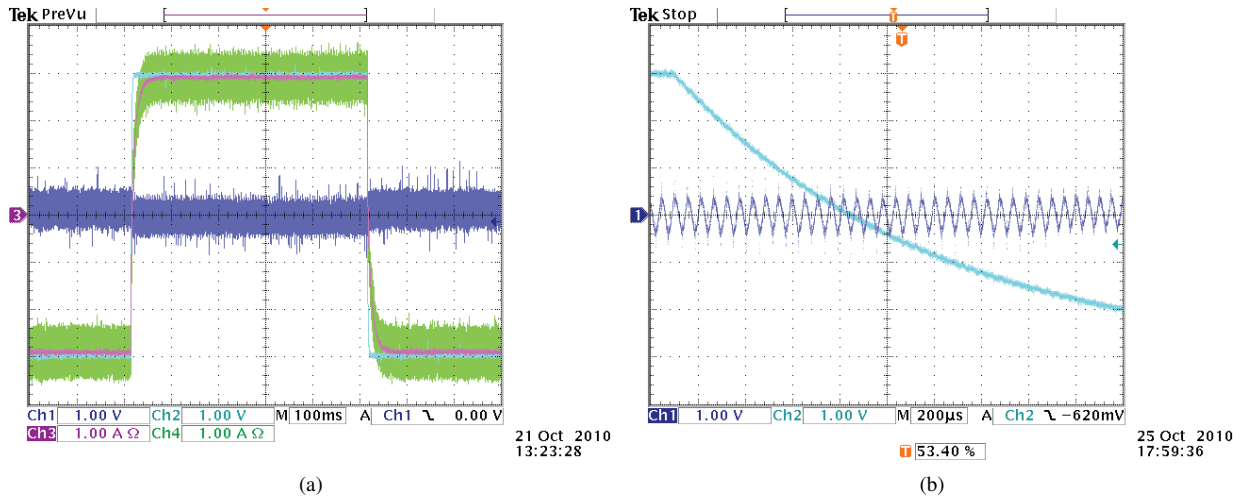 Tek PreVu
3
Ch1 1.00 V Ch2 1.00 V M 100ms A Ch1 0.00 V
Ch3 1.00 A Ω Ch4 1.00 A Ω
21 Oct 2010
13:23:28
(a)
Tek Stop
T
T
1
Ch1 1.00 V Ch2 1.00 V M 200µs A Ch2 −620mV
T 53.40 %
25 Oct 2010
17:59:36
(b)